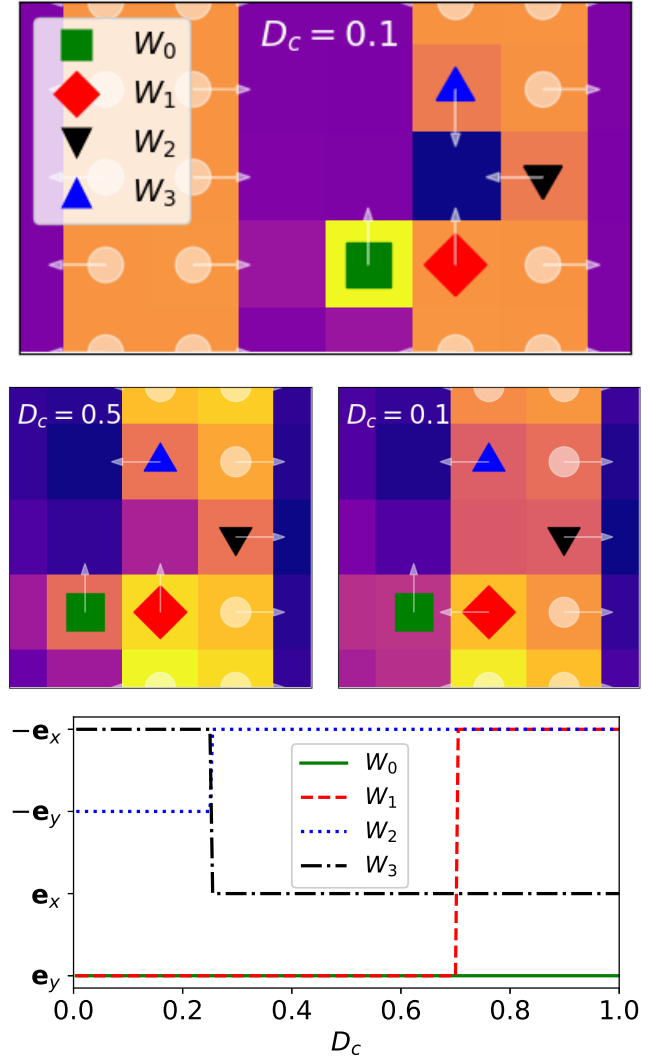 D_c = 0.1
W_0
W_1
W_2
W_3
D_c = 0.5
D_c = 0.1
−e_x
−e_y
e_x
e_y
W_0
W_1
W_2
W_3
0.0 0.2 0.4 0.6 0.8 1.0
D_c